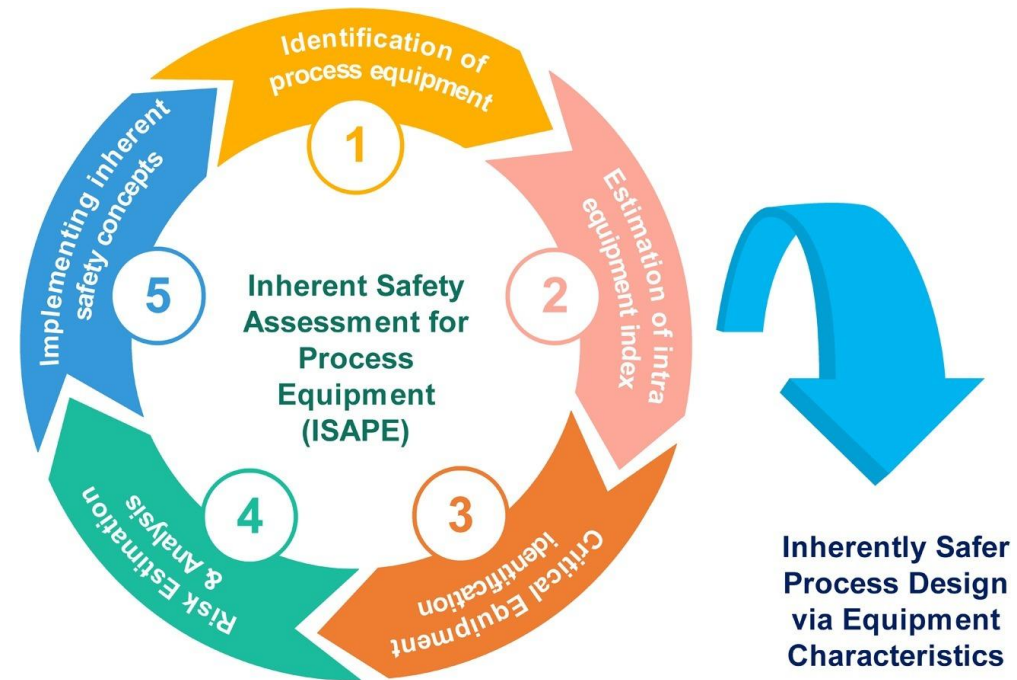 Identification of
process equipment
1
Estimation of intra
equipment index
2
Critical Equipment
identification
3
Risk Estimation
& Analysis
4
Implementing inherent
safety concepts
5
Inherent Safety
Assessment for
Process
Equipment
(ISAPE)
Inherently Safer
Process Design
via Equipment
Characteristics